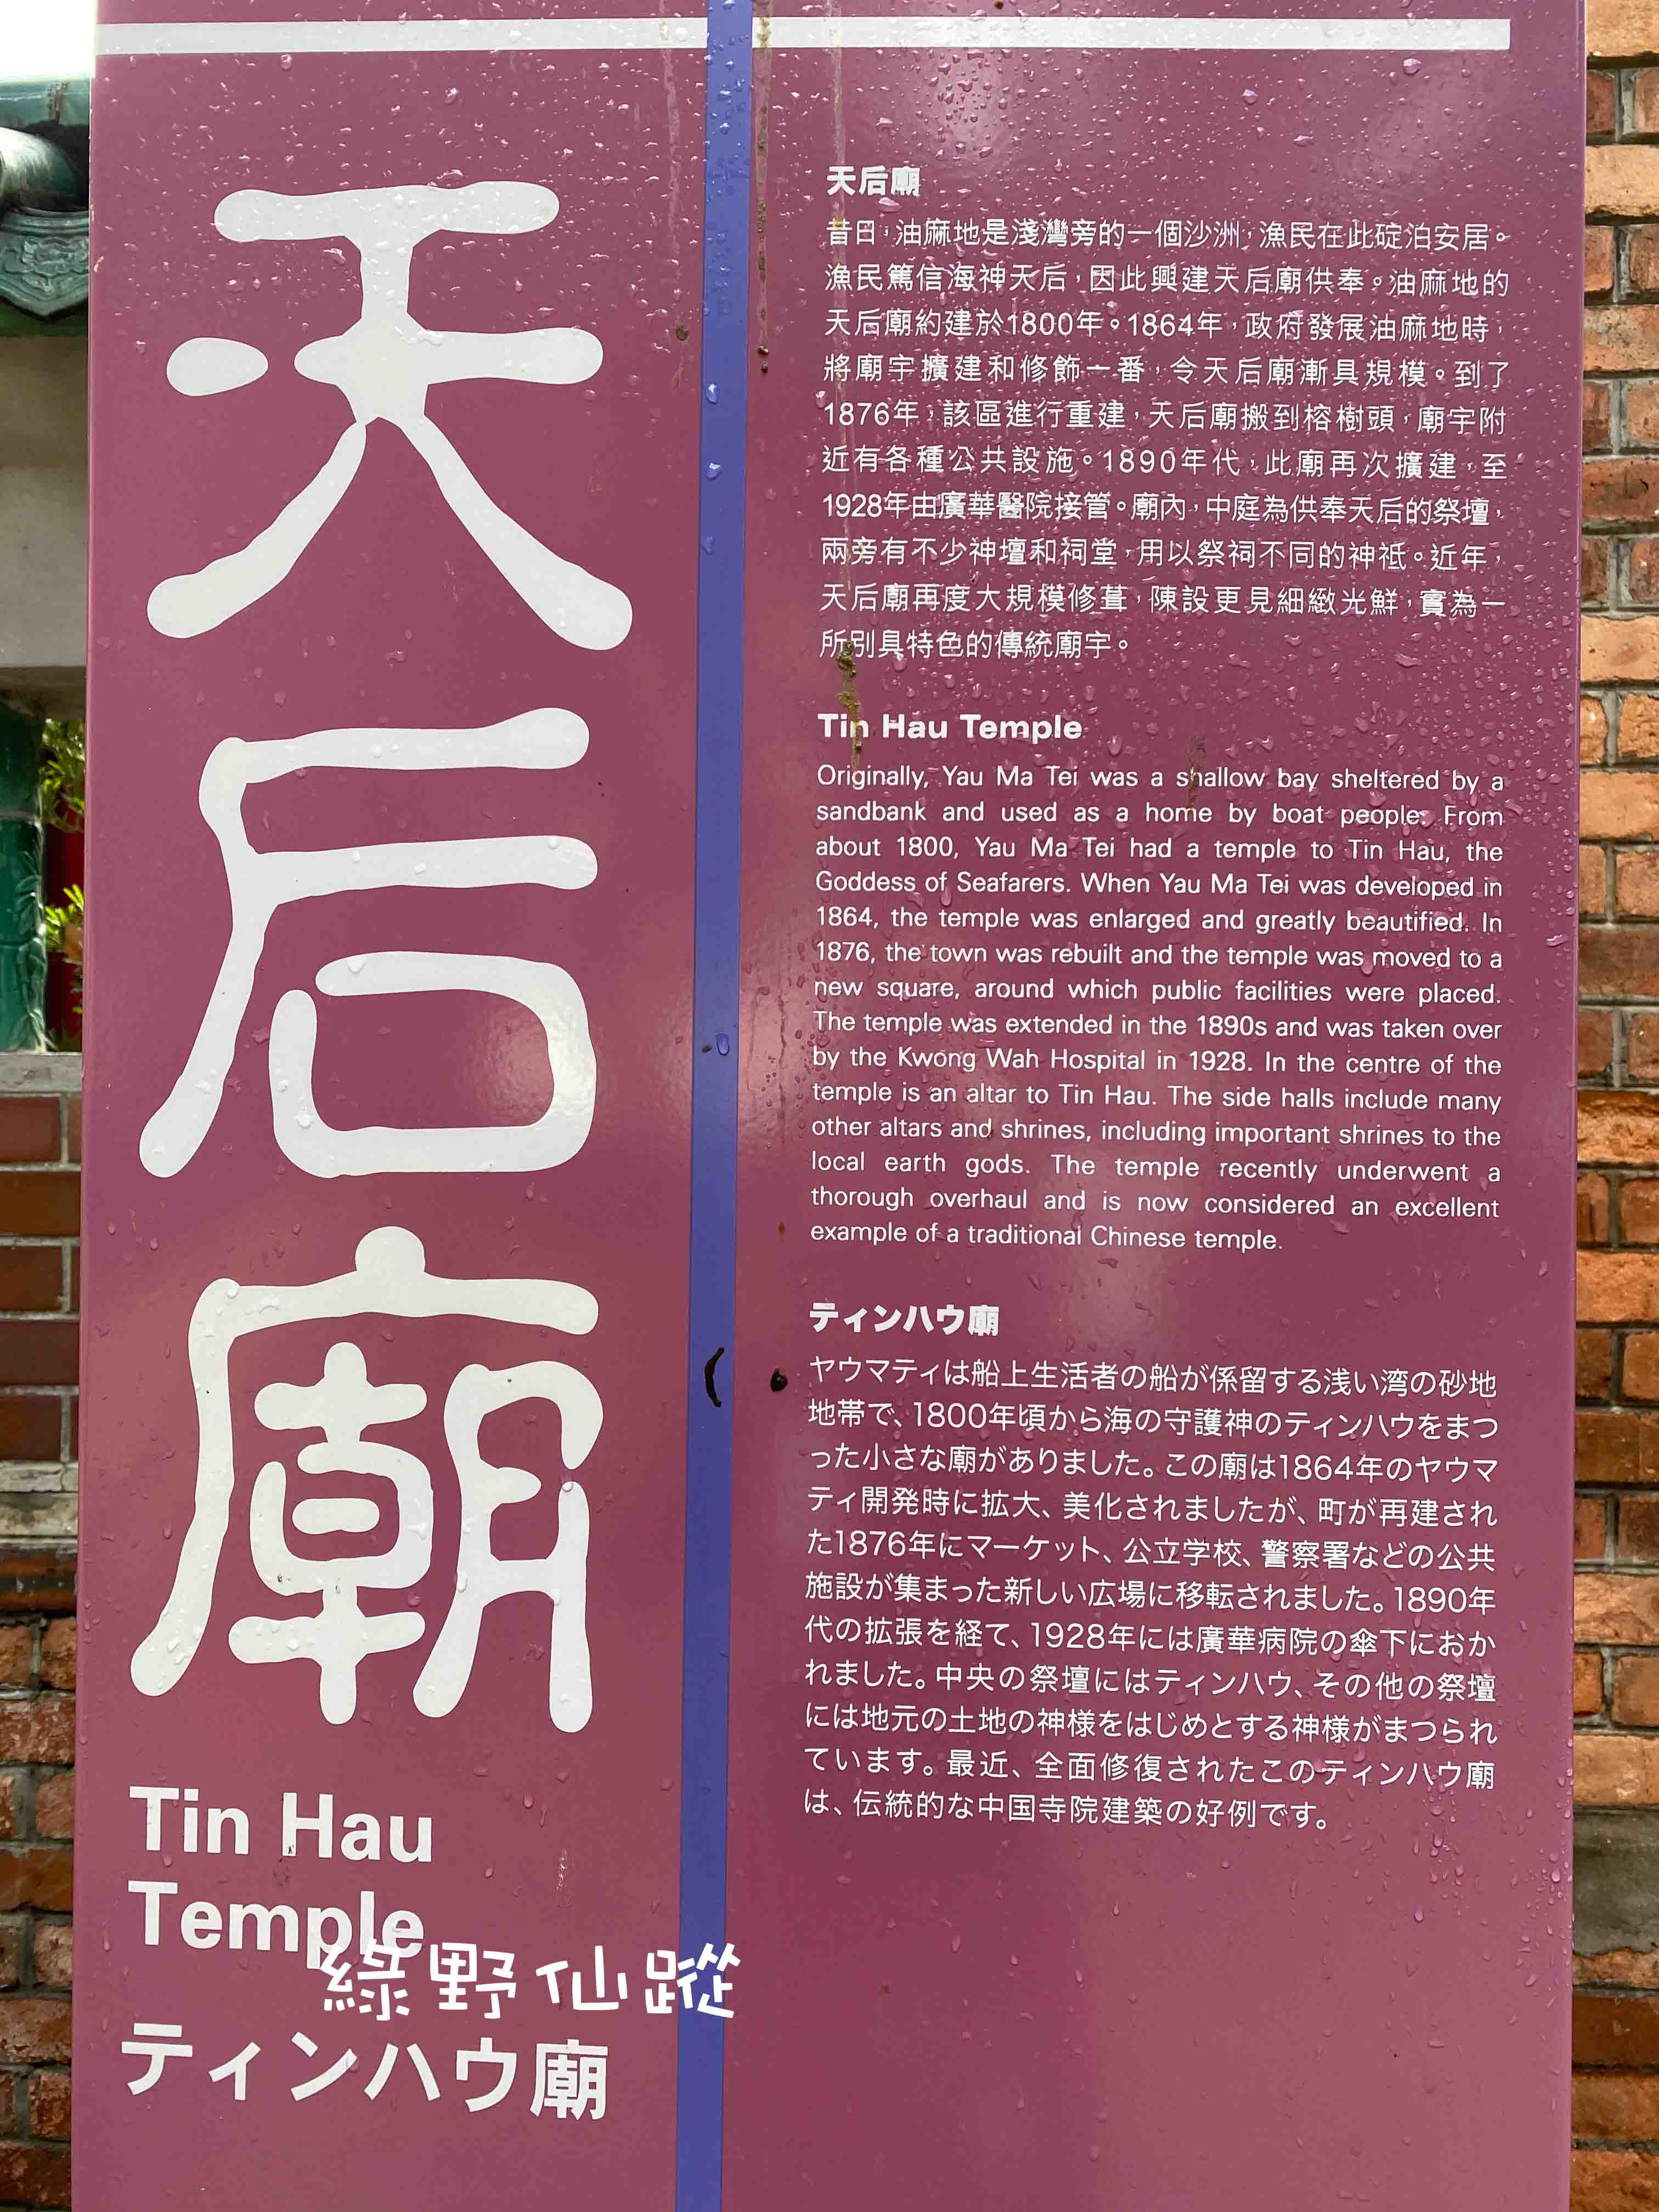 天后廟
Tin Hau
Temple
綠野仙蹤
ティンハウ廟
天后廟
昔日，油麻地是淺灣旁的一個沙洲，漁民在此碇泊安居。
漁民篤信海神天后，因此興建天后廟供奉。油麻地的
天后廟約建於1800年。1864年，政府發展油麻地時，
將廟宇擴建和修飾一番，令天后廟漸具規模。到了
1876年，該區進行重建，天后廟搬到榕樹頭，廟宇附
近有各種公共設施。1890年代，此廟再次擴建，至
1928年由廣華醫院接管。廟內，中庭為供奉天后的祭壇，
兩旁有不少神壇和祠堂，用以祭祠不同的神祇。近年，
天后廟再度大規模修葺，陳設更見細緻光鮮，實為一
所別具特色的傳統廟宇。
Tin Hau Temple
Originally, Yau Ma Tei was a shallow bay sheltered by a
sandbank and used as a home by boat people. From
about 1800, Yau Ma Tei had a temple to Tin Hau, the
Goddess of Seafarers. When Yau Ma Tei was developed in
1864, the temple was enlarged and greatly beautified. In
1876, the town was rebuilt and the temple was moved to a
new square, around which public facilities were placed.
The temple was extended in the 1890s and was taken over
by the Kwong Wah Hospital in 1928. In the centre of the
temple is an altar to Tin Hau. The side halls include many
other altars and shrines, including important shrines to the
local earth gods. The temple recently underwent a
thorough overhaul and is now considered an excellent
example of a traditional Chinese temple.
ティンハウ廟
ヤウマティは船上生活者の船が係留する浅い湾の砂地
地帯で、1800年頃から海の守護神のティンハウをまつ
った小さな廟がありました。この廟は1864年のヤウマ
ティ開発時に拡大、美化されましたが、町が再建され
た1876年にマーケット、公立学校、警察署などの公共
施設が集まった新しい広場に移転されました。1890年
代の拡張を経て、1928年には廣華病院の傘下におか
れました。中央の祭壇にはティンハウ、その他の祭壇
には地元の土地の神様をはじめとする神様がまつられ
ています。最近、全面修復されたこのティンハウ廟
は、伝統的な中国寺院建築の好例です。